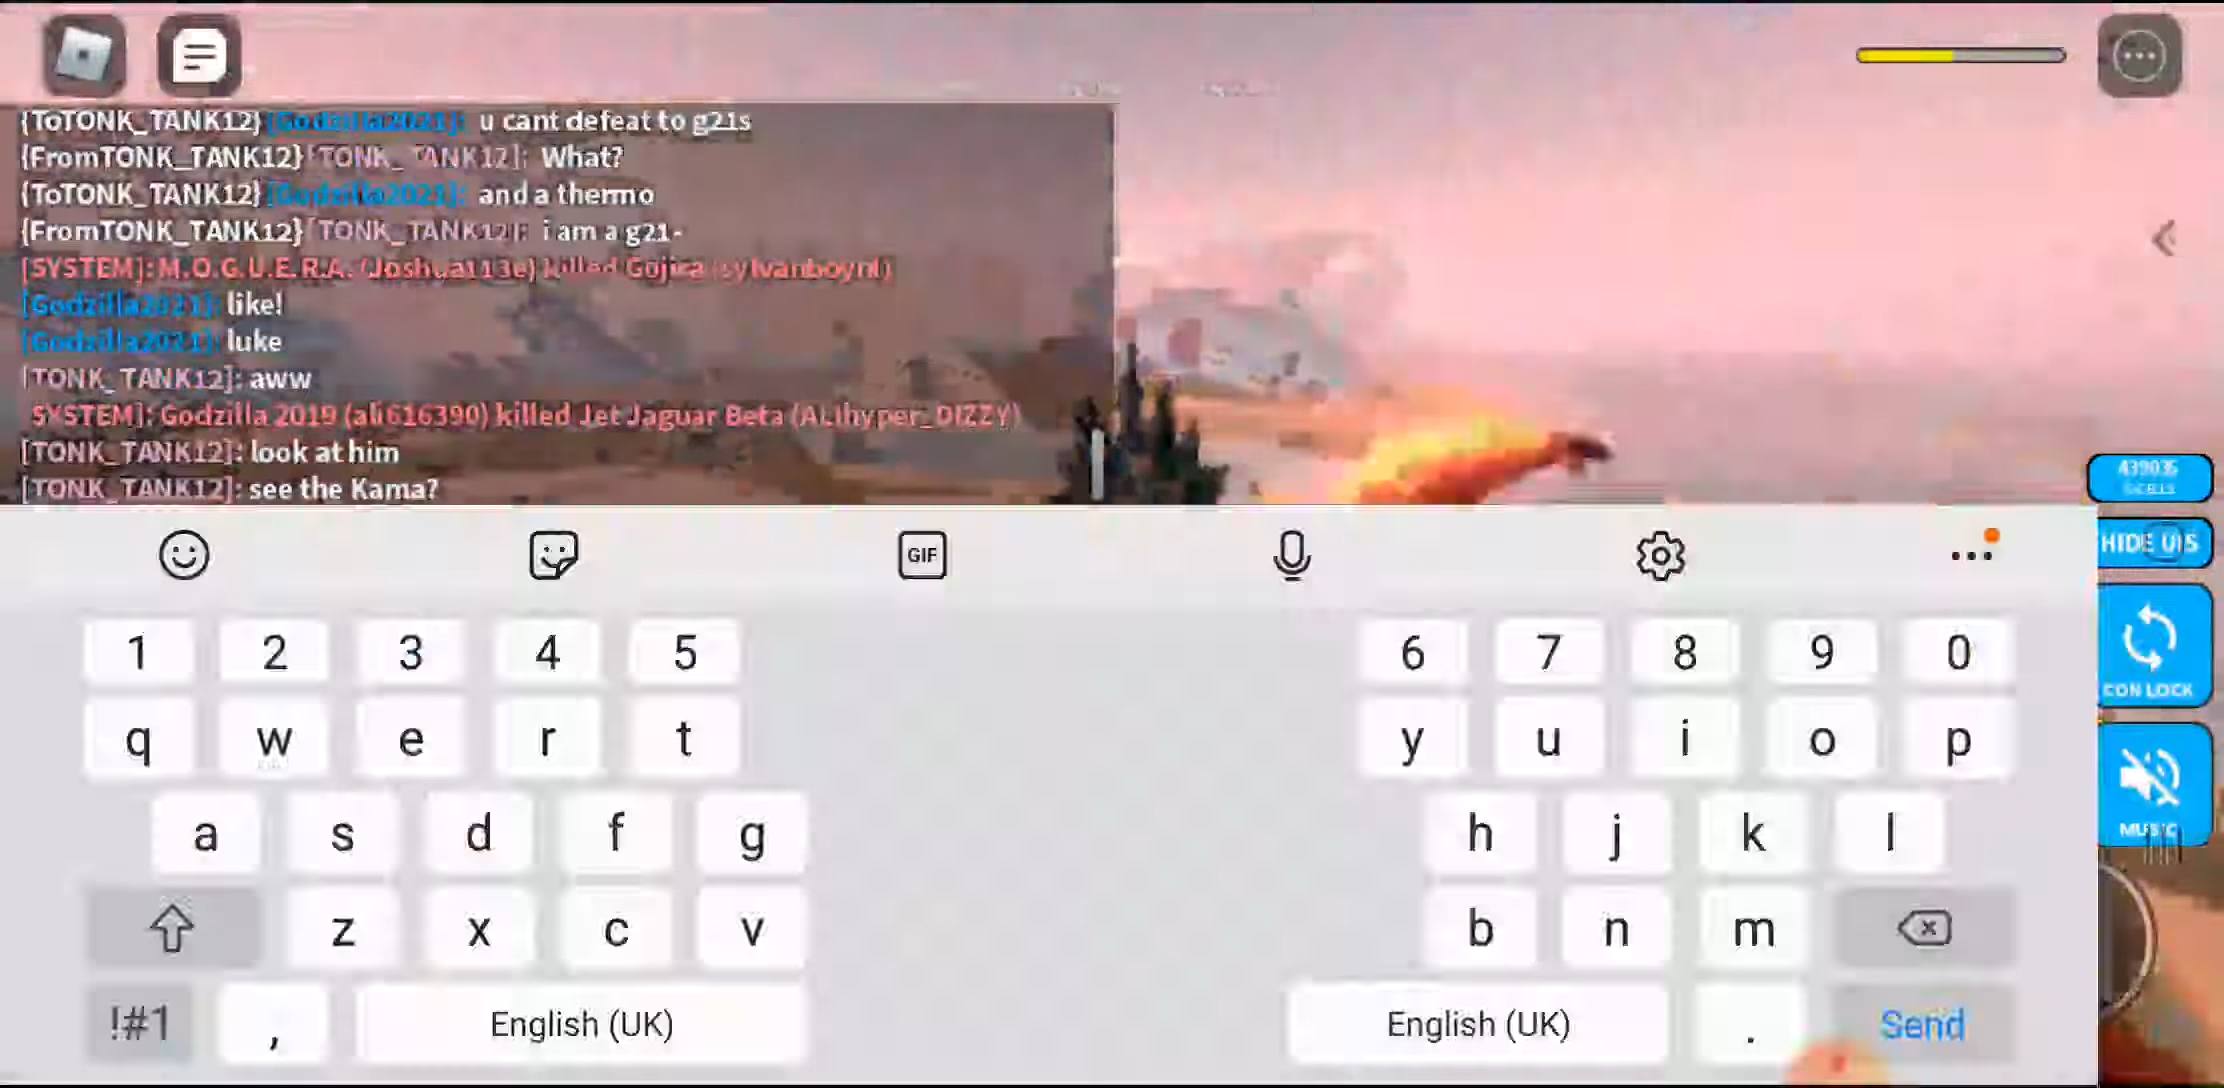 {ToTONK_TANK12} [Godzilla2021]: u cant defeat to g21s
{FromTONK_TANK12} [TONK_TANK12]: What?
{ToTONK_TANK12} [Godzilla2021]: and a thermo
{FromTONK_TANK12} [TONK_TANK12]: i am a g21-
[SYSTEM]: M.O.G.U.E.R.A. (Joshua113e) killed Gojira (sylvanboynl)
[Godzilla2021]: like!
[Godzilla2021]: luke
[TONK_TANK12]: aww
SYSTEM]: Godzilla 2019 (ali616390) killed Jet Jaguar Beta (ALIhyper_DIZZY)
[TONK_TANK12]: look at him
[TONK_TANK12]: see the Kama?
439035
HIDE UIS
CON LOCK
MUSIC
GIF
1 2 3 4 5 6 7 8 9 0
q w e r t y u i o p
a s d f g h j k l
z x c v b n m
!#1 , English (UK) English (UK) . Send